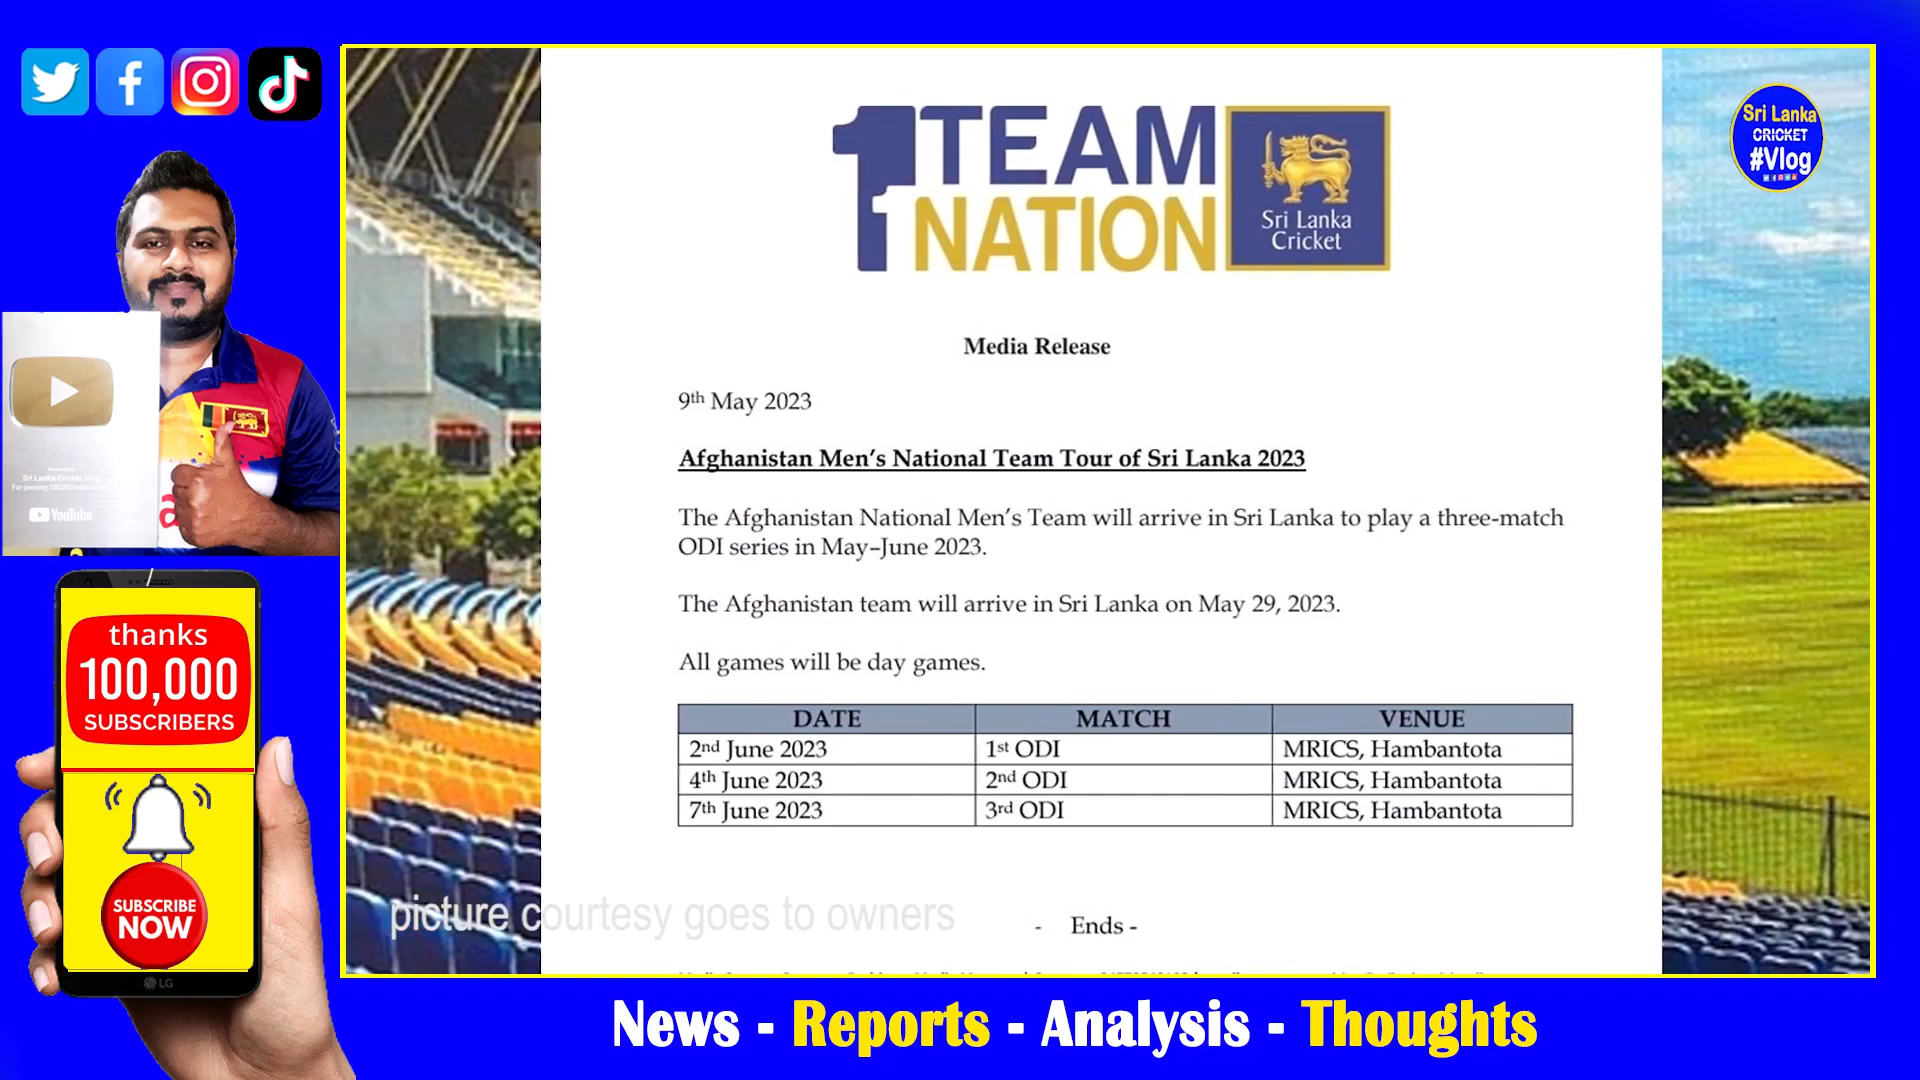 TEAM
NATION
Sri Lanka
Cricket
Sri Lanka
CRICKET
#Vlog
Media Release
9th May 2023
Afghanistan Men's National Team Tour of Sri Lanka 2023
The Afghanistan National Men's Team will arrive in Sri Lanka to play a three-match
ODI series in May–June 2023.
The Afghanistan team will arrive in Sri Lanka on May 29, 2023.
All games will be day games.
DATE MATCH VENUE
2nd June 2023 1st ODI MRICS, Hambantota
4th June 2023 2nd ODI MRICS, Hambantota
7th June 2023 3rd ODI MRICS, Hambantota
picture courtesy goes to owners
- Ends -
Sri Lanka Cricket Vlog
YouTube
thanks
100,000
SUBSCRIBERS
SUBSCRIBE
NOW
LG
News - Reports - Analysis - Thoughts